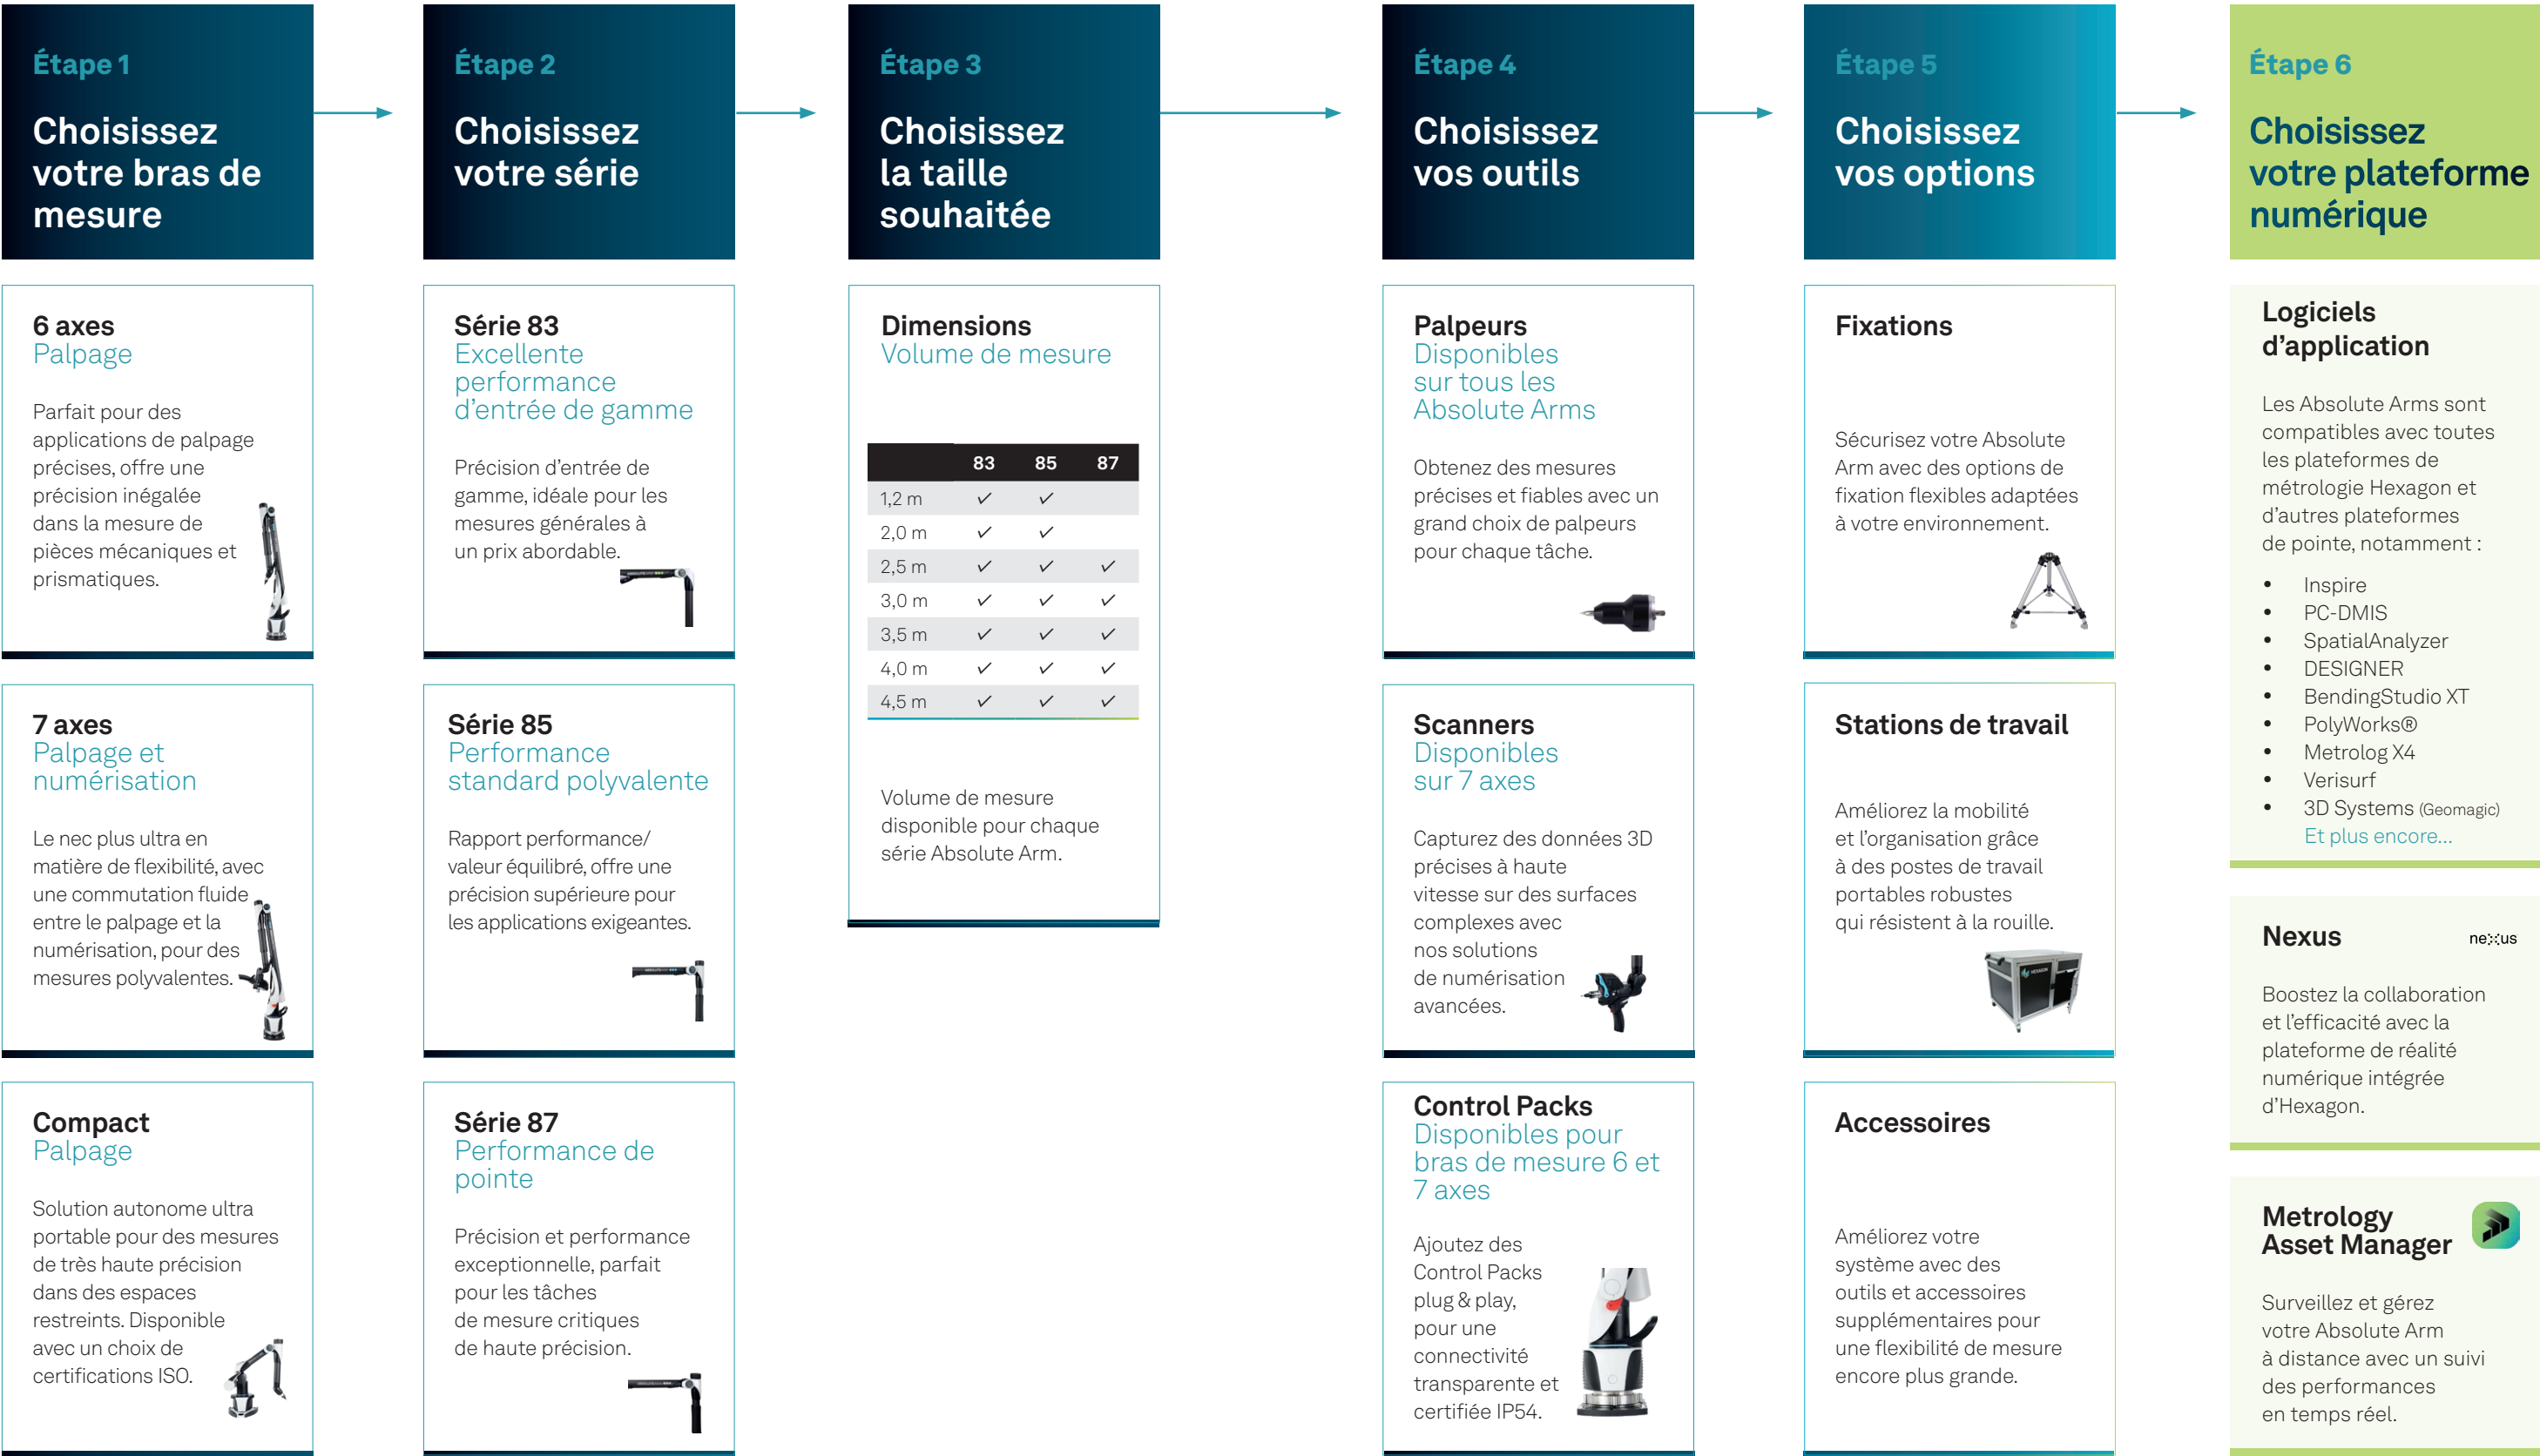 Étape 1
Choisissez
votre bras de
mesure
6 axes
Palpage
Parfait pour des
applications de palpage
précises, offre une
précision inégalée
dans la mesure de
pièces mécaniques et
prismatiques.
7 axes
Palpage et
numérisation
Le nec plus ultra en
matière de flexibilité, avec
une commutation fluide
entre le palpage et la
numérisation, pour des
mesures polyvalentes.
Compact
Palpage
Solution autonome ultra
portable pour des mesures
de très haute précision
dans des espaces
restreints. Disponible
avec un choix de
certifications ISO.
Étape 2
Choisissez
votre série
Série 83
Excellente
performance
d'entrée de gamme
Précision d'entrée de
gamme, idéale pour les
mesures générales à
un prix abordable.
Série 85
Performance
standard polyvalente
Rapport performance/
valeur équilibré, offre une
précision supérieure pour
les applications exigeantes.
Série 87
Performance de
pointe
Précision et performance
exceptionnelle, parfait
pour les tâches
de mesure critiques
de haute précision.
Étape 3
Choisissez
la taille
souhaitée
Dimensions
Volume de mesure
83 85 87
1,2 m ✓ ✓
2,0 m ✓ ✓
2,5 m ✓ ✓ ✓
3,0 m ✓ ✓ ✓
3,5 m ✓ ✓ ✓
4,0 m ✓ ✓ ✓
4,5 m ✓ ✓ ✓
Volume de mesure
disponible pour chaque
série Absolute Arm.
Étape 4
Choisissez
vos outils
Palpeurs
Disponibles
sur tous les
Absolute Arms
Obtenez des mesures
précises et fiables avec un
grand choix de palpeurs
pour chaque tâche.
Scanners
Disponibles
sur 7 axes
Capturez des données 3D
précises à haute
vitesse sur des surfaces
complexes avec
nos solutions
de numérisation
avancées.
Control Packs
Disponibles pour
bras de mesure 6 et
7 axes
Ajoutez des
Control Packs
plug & play,
pour une
connectivité
transparente et
certifiée IP54.
Étape 5
Choisissez
vos options
Fixations
Sécurisez votre Absolute
Arm avec des options de
fixation flexibles adaptées
à votre environnement.
Stations de travail
Améliorez la mobilité
et l'organisation grâce
à des postes de travail
portables robustes
qui résistent à la rouille.
HEXAGON
Accessoires
Améliorez votre
système avec des
outils et accessoires
supplémentaires pour
une flexibilité de mesure
encore plus grande.
Étape 6
Choisissez
votre plateforme
numérique
Logiciels
d'application
Les Absolute Arms sont
compatibles avec toutes
les plateformes de
métrologie Hexagon et
d'autres plateformes
de pointe, notamment :
• Inspire
• PC-DMIS
• SpatialAnalyzer
• DESIGNER
• BendingStudio XT
• PolyWorks®
• Metrolog X4
• Verisurf
• 3D Systems (Geomagic)
Et plus encore...
Nexus
nexus
Boostez la collaboration
et l'efficacité avec la
plateforme de réalité
numérique intégrée
d'Hexagon.
Metrology
Asset Manager
Surveillez et gérez
votre Absolute Arm
à distance avec un suivi
des performances
en temps réel.